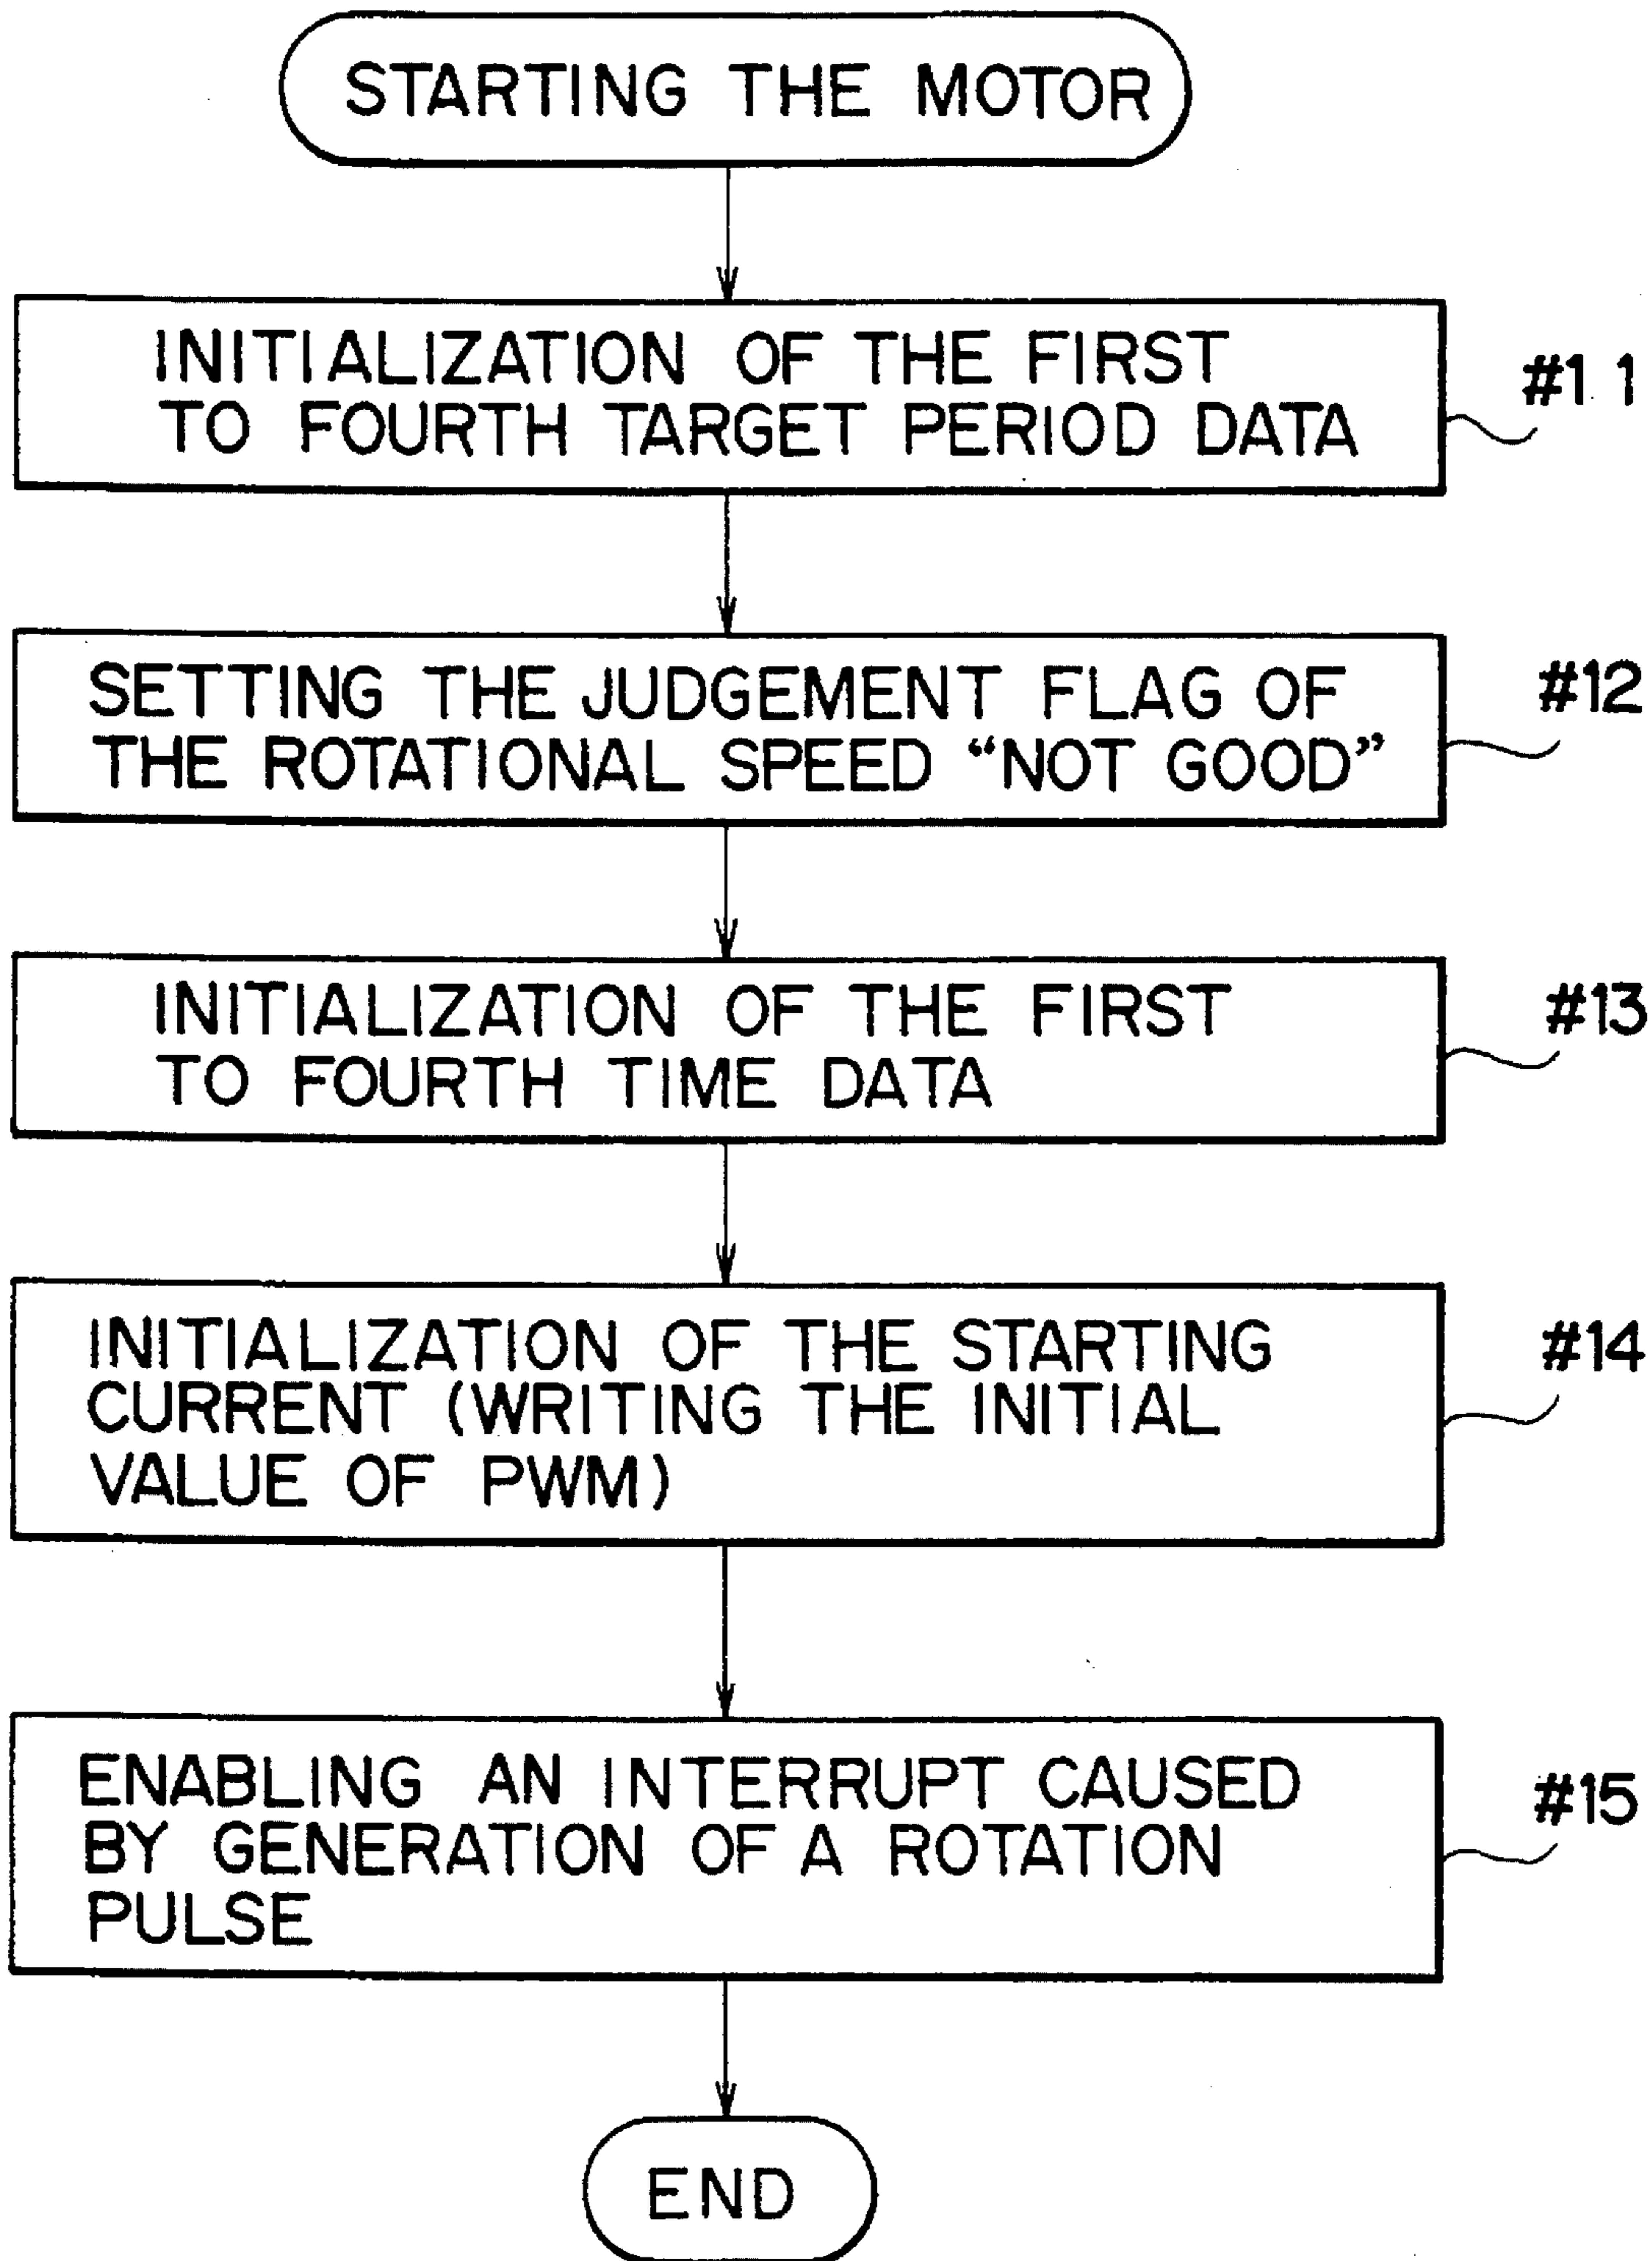 STARTING THE MOTOR
INITIALIZATION OF THE FIRST
TO FOURTH TARGET PERIOD DATA
#11
SETTING THE JUDGEMENT FLAG OF
THE ROTATIONAL SPEED “NOT GOOD”
#12
INITIALIZATION OF THE FIRST
TO FOURTH TIME DATA
#13
INITIALIZATION OF THE STARTING
CURRENT (WRITING THE INITIAL
VALUE OF PWM)
#14
ENABLING AN INTERRUPT CAUSED
BY GENERATION OF A ROTATION
PULSE
#15
END